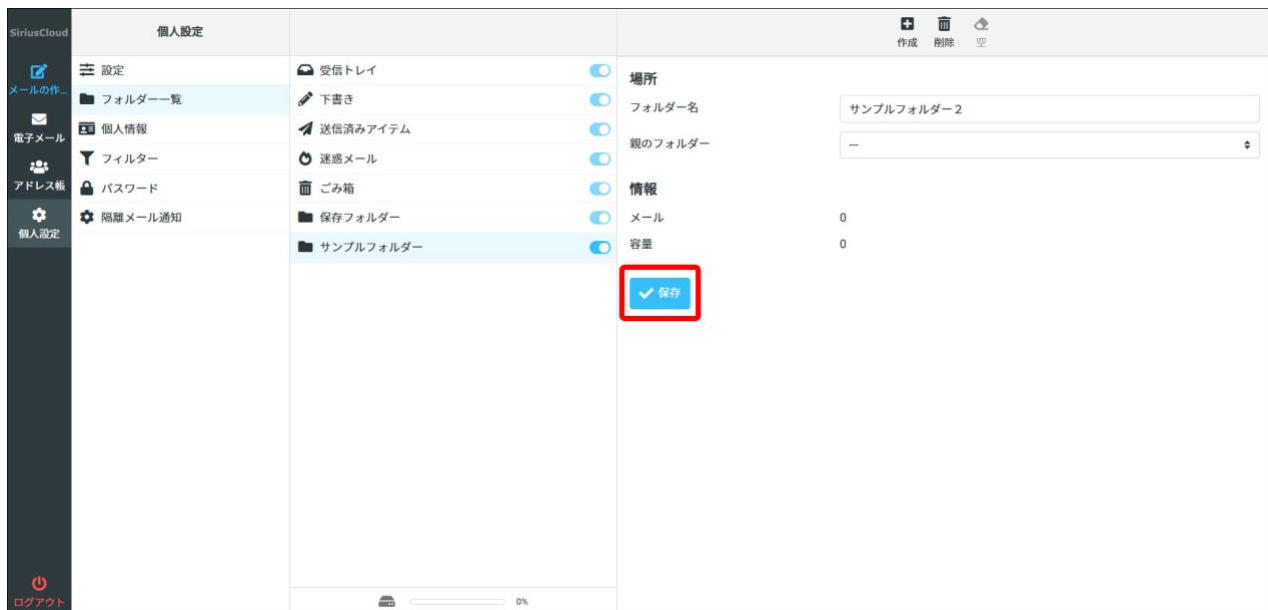 SiriusCloud
メールの作...
電子メール
アドレス帳
個人設定
ログアウト
個人設定
設定
フォルダー一覧
個人情報
フィルター
パスワード
隔離メール通知
受信トレイ
下書き
送信済みアイテム
迷惑メール
ごみ箱
保存フォルダー
サンプルフォルダー
0%
作成 削除 空
場所
フォルダー名 サンプルフォルダー2
親のフォルダー ---
情報
メール 0
容量 0
保存